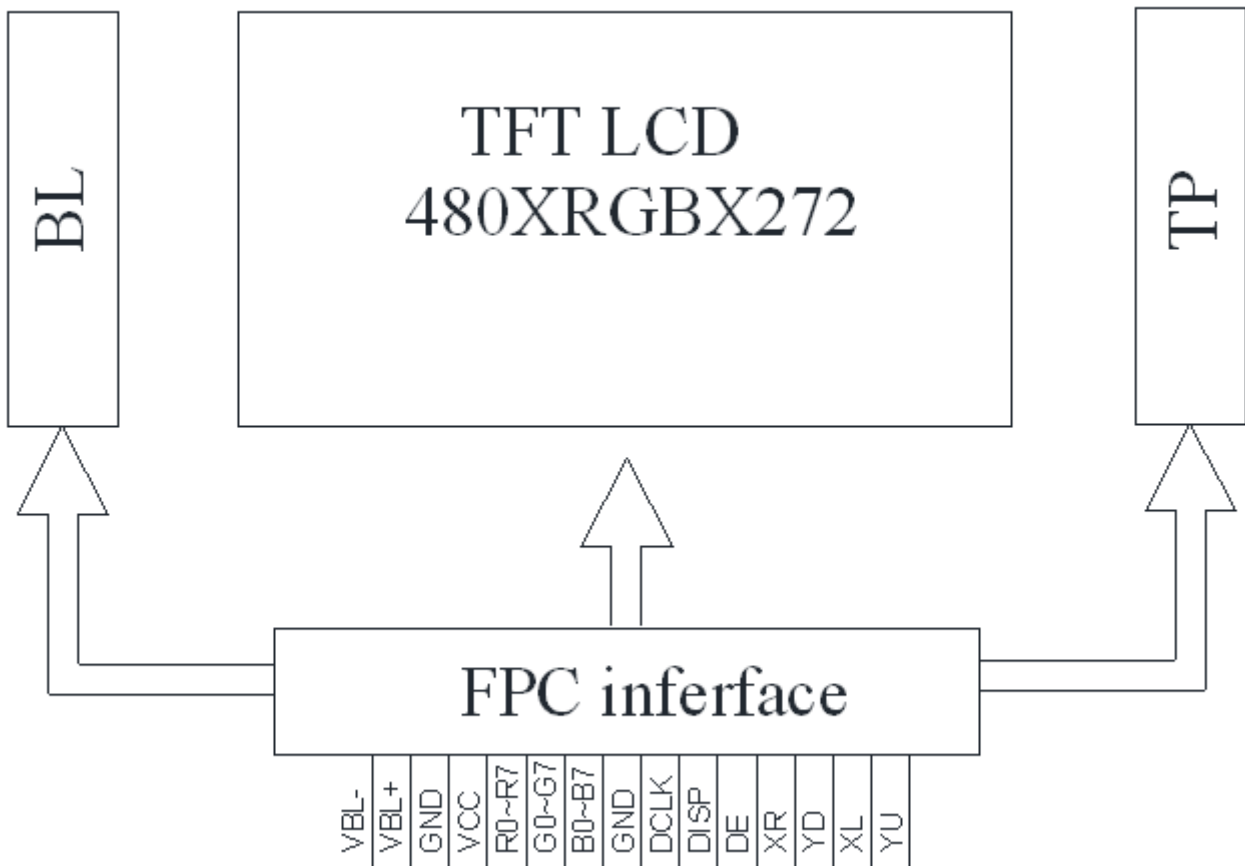 BL
TFT LCD
480XRGBX272
TP
FPC inferface
VBL-
VBL+
GND
VCC
R0~R7
G0~G7
B0~B7
GND
DCLK
DISP
DE
XR
YD
XL
YU